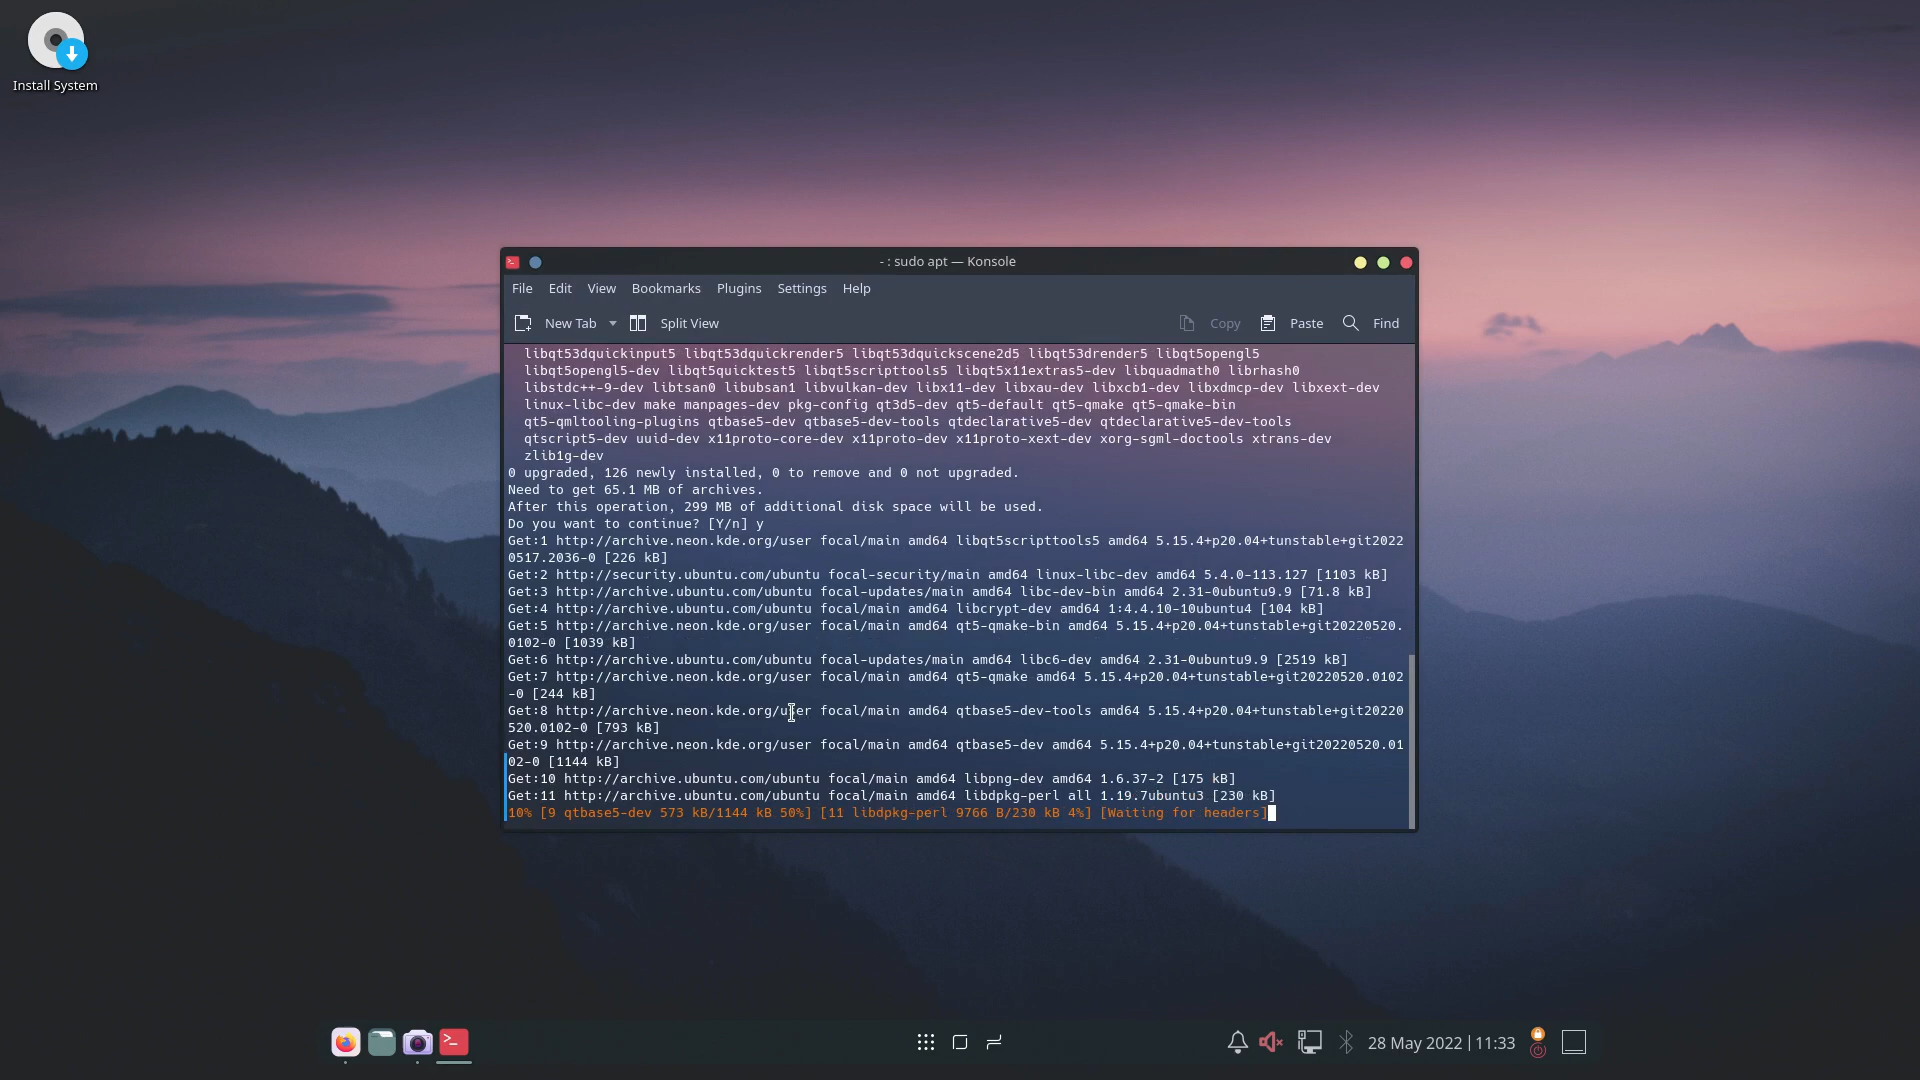 Install System
- : sudo apt — Konsole
File Edit View Bookmarks Plugins Settings Help
New Tab Split View Copy Paste Find
libqt53dquickinput5 libqt53dquickrender5 libqt53dquickscene2d5 libqt53drender5 libqt5opengl5
libqt5opengl5-dev libqt5quicktest5 libqt5scripttools5 libqt5x11extras5-dev libquadmath0 librhash0
libstdc++-9-dev libtsan0 libubsan1 libvulkan-dev libx11-dev libxau-dev libxcb1-dev libxdmcp-dev libxext-dev
linux-libc-dev make manpages-dev pkg-config qt3d5-dev qt5-default qt5-qmake qt5-qmake-bin
qt5-qmltooling-plugins qtbase5-dev qtbase5-dev-tools qtdeclarative5-dev qtdeclarative5-dev-tools
qtscript5-dev uuid-dev x11proto-core-dev x11proto-dev x11proto-xext-dev xorg-sgml-doctools xtrans-dev
zlib1g-dev
0 upgraded, 126 newly installed, 0 to remove and 0 not upgraded.
Need to get 65.1 MB of archives.
After this operation, 299 MB of additional disk space will be used.
Do you want to continue? [Y/n] y
Get:1 http://archive.neon.kde.org/user focal/main amd64 libqt5scripttools5 amd64 5.15.4+p20.04+tunstable+git2022
0517.2036-0 [226 kB]
Get:2 http://security.ubuntu.com/ubuntu focal-security/main amd64 linux-libc-dev amd64 5.4.0-113.127 [1103 kB]
Get:3 http://archive.ubuntu.com/ubuntu focal-updates/main amd64 libc-dev-bin amd64 2.31-0ubuntu9.9 [71.8 kB]
Get:4 http://archive.ubuntu.com/ubuntu focal/main amd64 libcrypt-dev amd64 1:4.4.10-10ubuntu4 [104 kB]
Get:5 http://archive.neon.kde.org/user focal/main amd64 qt5-qmake-bin amd64 5.15.4+p20.04+tunstable+git20220520.
0102-0 [1039 kB]
Get:6 http://archive.ubuntu.com/ubuntu focal-updates/main amd64 libc6-dev amd64 2.31-0ubuntu9.9 [2519 kB]
Get:7 http://archive.neon.kde.org/user focal/main amd64 qt5-qmake amd64 5.15.4+p20.04+tunstable+git20220520.0102
-0 [244 kB]
Get:8 http://archive.neon.kde.org/user focal/main amd64 qtbase5-dev-tools amd64 5.15.4+p20.04+tunstable+git20220
520.0102-0 [793 kB]
Get:9 http://archive.neon.kde.org/user focal/main amd64 qtbase5-dev amd64 5.15.4+p20.04+tunstable+git20220520.01
02-0 [1144 kB]
Get:10 http://archive.ubuntu.com/ubuntu focal/main amd64 libpng-dev amd64 1.6.37-2 [175 kB]
Get:11 http://archive.ubuntu.com/ubuntu focal/main amd64 libdpkg-perl all 1.19.7ubuntu3 [230 kB]
10% [9 qtbase5-dev 573 kB/1144 kB 50%] [11 libdpkg-perl 9766 B/230 kB 4%] [Waiting for headers]
28 May 2022 | 11:33